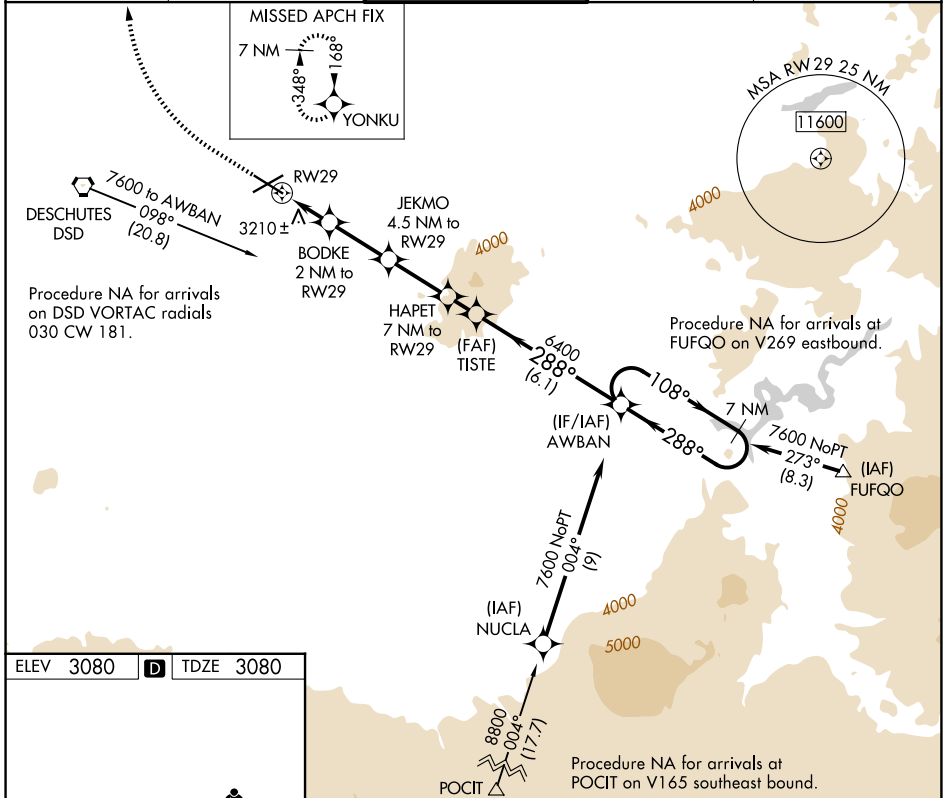 MISSED APCH FIX
7 NM
348°
168°
YONKU
MSA RW29 25 NM
11600
RW29
7600 to AWBAN
098°
(20.8)
DESCHUTES
DSD
3210±
JEKMO
4.5 NM to
RW29
4000
4000
BODKE
2 NM to
RW29
Procedure NA for arrivals
on DSD VORTAC radials
030 CW 181.
HAPET
7 NM to
RW29
(FAF)
TISTE
6400
288°
(6.1)
Procedure NA for arrivals at
FUFQO on V269 eastbound.
108°
7 NM
288°
(IF/IAF)
AWBAN
7600 NoPT
273°
(8.3)
(IAF)
FUFQO
4000
7600 NoPT
004°
(9)
(IAF)
NUCLA
4000
5000
ELEV 3080 D TDZE 3080
8800
004°
(17.7)
POCIT
Procedure NA for arrivals at
POCIT on V165 southeast bound.